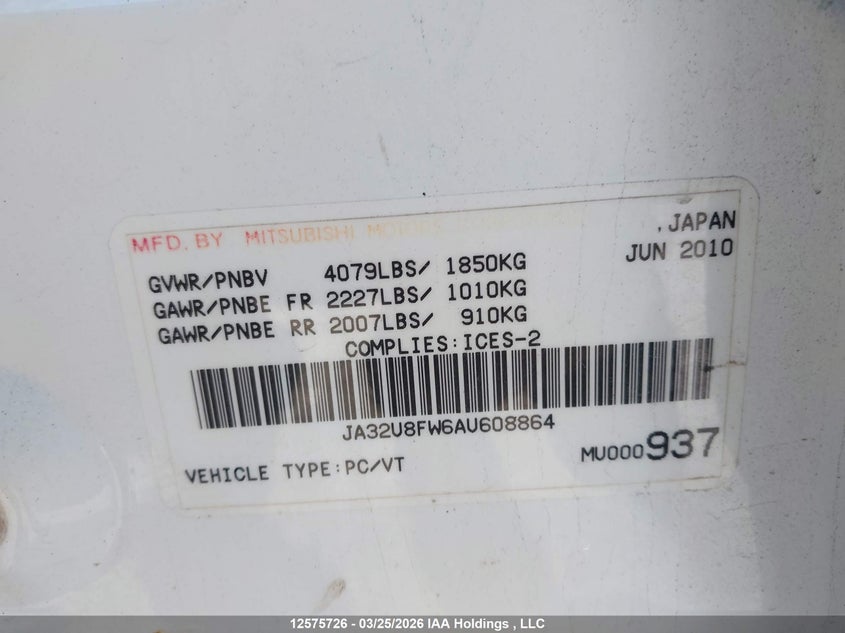 MFD. BY MITSUBISHI MOTORS CORPORATION , JAPAN
JUN 2010
GVWR/PNBV 4079LBS/ 1850KG
GAWR/PNBE FR 2227LBS/ 1010KG
GAWR/PNBE RR 2007LBS/ 910KG
COMPLIES:ICES-2
JA32U8FW6AU608864
VEHICLE TYPE:PC/VT
MU000937
12575726 - 03/25/2026 IAA Holdings , LLC